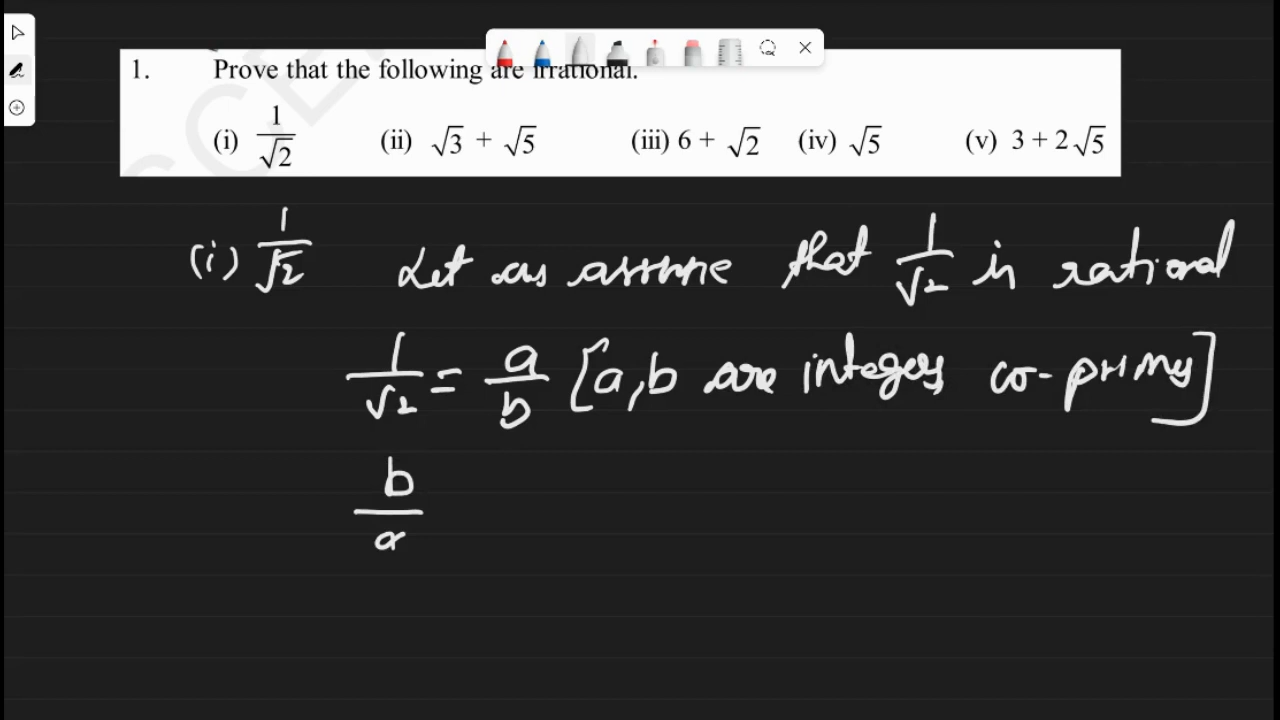 1. Prove that the following are irrational.
(i) 1/√2 (ii) √3 + √5 (iii) 6 + √2 (iv) √5 (v) 3 + 2√5
(i) 1/√2 Let us assume that 1/√2 is rational
1/√2 = a/b [a,b are integers co-primes]
b/a